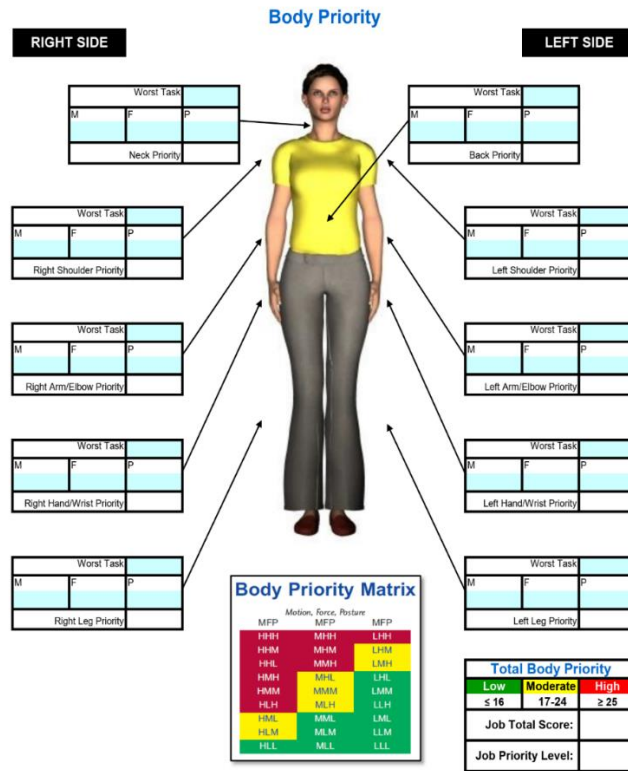 Body Priority
RIGHT SIDE
LEFT SIDE
Worst Task
M F P
Neck Priority
Worst Task
M F P
Back Priority
Worst Task
M F P
Right Shoulder Priority
Worst Task
M F P
Left Shoulder Priority
Worst Task
M F P
Right Arm/Elbow Priority
Worst Task
M F P
Left Arm/Elbow Priority
Worst Task
M F P
Right Hand/Wrist Priority
Worst Task
M F P
Left Hand/Wrist Priority
Worst Task
M F P
Right Leg Priority
Worst Task
M F P
Left Leg Priority
Body Priority Matrix
Motion, Force, Posture
MFP MFP MFP
HHH MHH LHH
HHM MHM LHM
HHL MMH LMH
HMH MHL LHL
HMM MMM LMM
HLH MLH LLH
HML MML LML
HLM MLM LLM
HLL MLL LLL
Total Body Priority
Low Moderate High
≤ 16 17-24 ≥ 25
Job Total Score:
Job Priority Level: